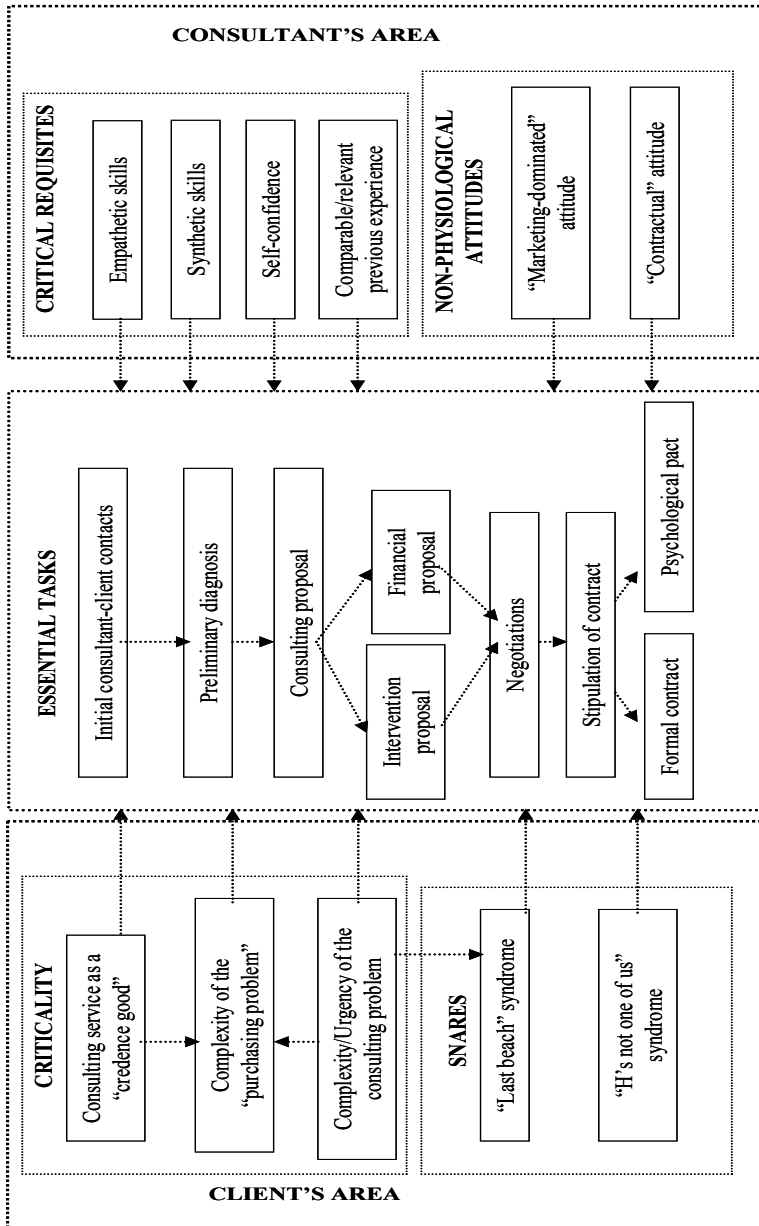 CLIENT'S AREA
CRITICALITY
Consulting service as a
“credence good”
Complexity of the
“purchasing problem”
Complexity/Urgency of the
consulting problem
SNARES
“Last beach” syndrome
“H's not one of us”
syndrome
ESSENTIAL TASKS
Initial consultant-client contacts
Preliminary diagnosis
Consulting proposal
Intervention
proposal
Financial
proposal
Negotiations
Stipulation of contract
Formal contract
Psychological pact
CONSULTANT'S AREA
CRITICAL REQUISITES
Empathetic skills
Synthetic skills
Self-confidence
Comparable/relevant
previous experience
NON-PHYSIOLOGICAL
ATTITUDES
“Marketing-dominated”
attitude
“Contractual” attitude